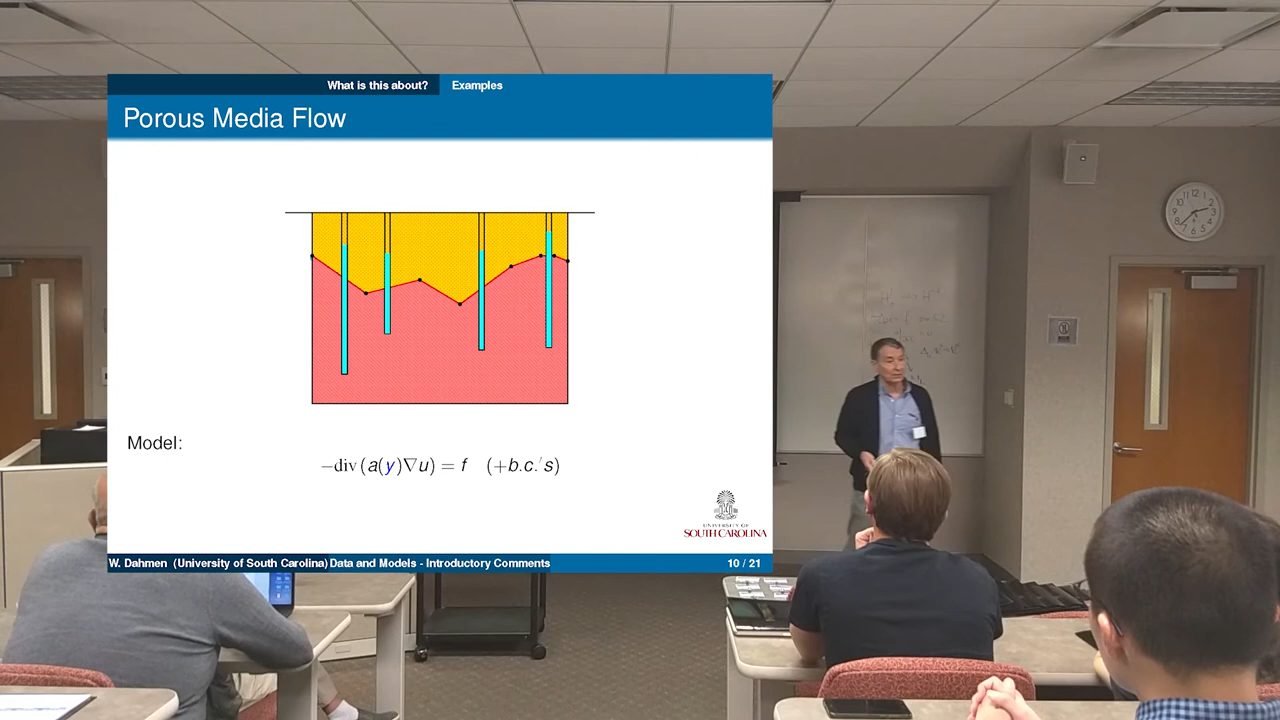 What is this about? Examples
Porous Media Flow
Model:
−div (a(y)∇u) = f (+b.c.′s)
UNIVERSITY OF
SOUTH CAROLINA
W. Dahmen (University of South Carolina) Data and Models - Introductory Comments 10 / 21